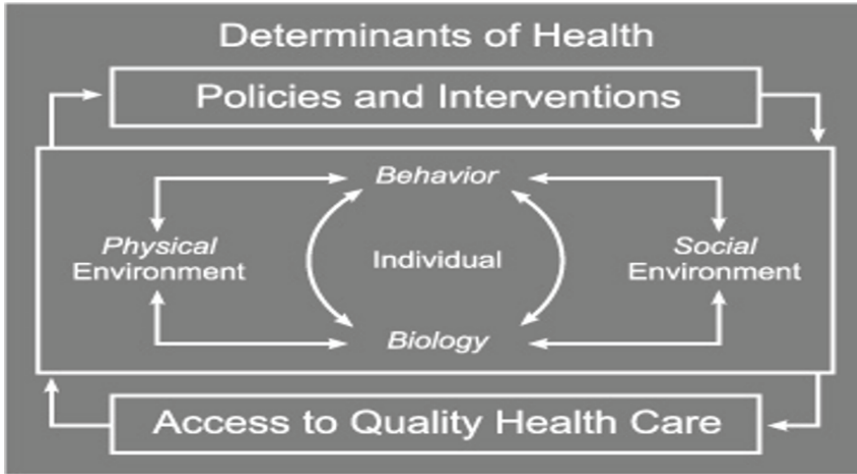 Determinants of Health
Policies and Interventions
Behavior
Physical
Environment
Individual
Social
Environment
Biology
Access to Quality Health Care